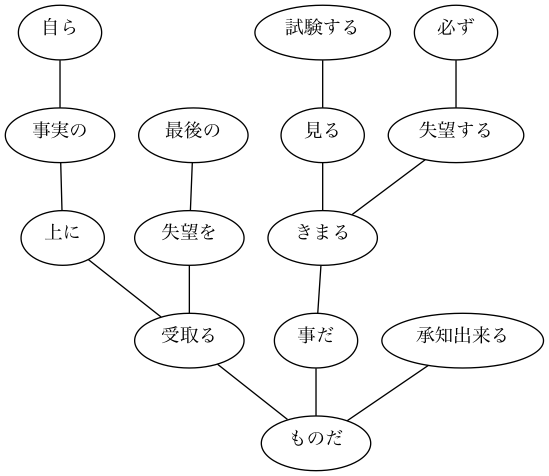 自ら
試験する
必ず
事実の
最後の
見る
失望する
上に
失望を
きまる
受取る
事だ
承知出来る
ものだ